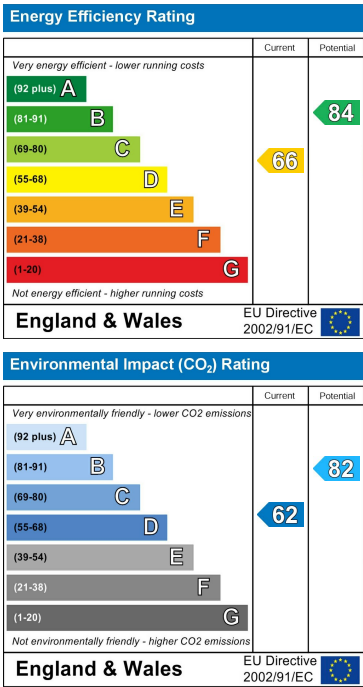 Energy Efficiency Rating
Current Potential
Very energy efficient - lower running costs
(92 plus) A
(81-91) B
84
(69-80) C
66
(55-68) D
(39-54) E
(21-38) F
(1-20) G
Not energy efficient - higher running costs
England & Wales
EU Directive
2002/91/EC
Environmental Impact (CO₂) Rating
Current Potential
Very environmentally friendly - lower CO2 emissions
(92 plus) A
(81-91) B
82
(69-80) C
62
(55-68) D
(39-54) E
(21-38) F
(1-20) G
Not environmentally friendly - higher CO2 emissions
England & Wales
EU Directive
2002/91/EC